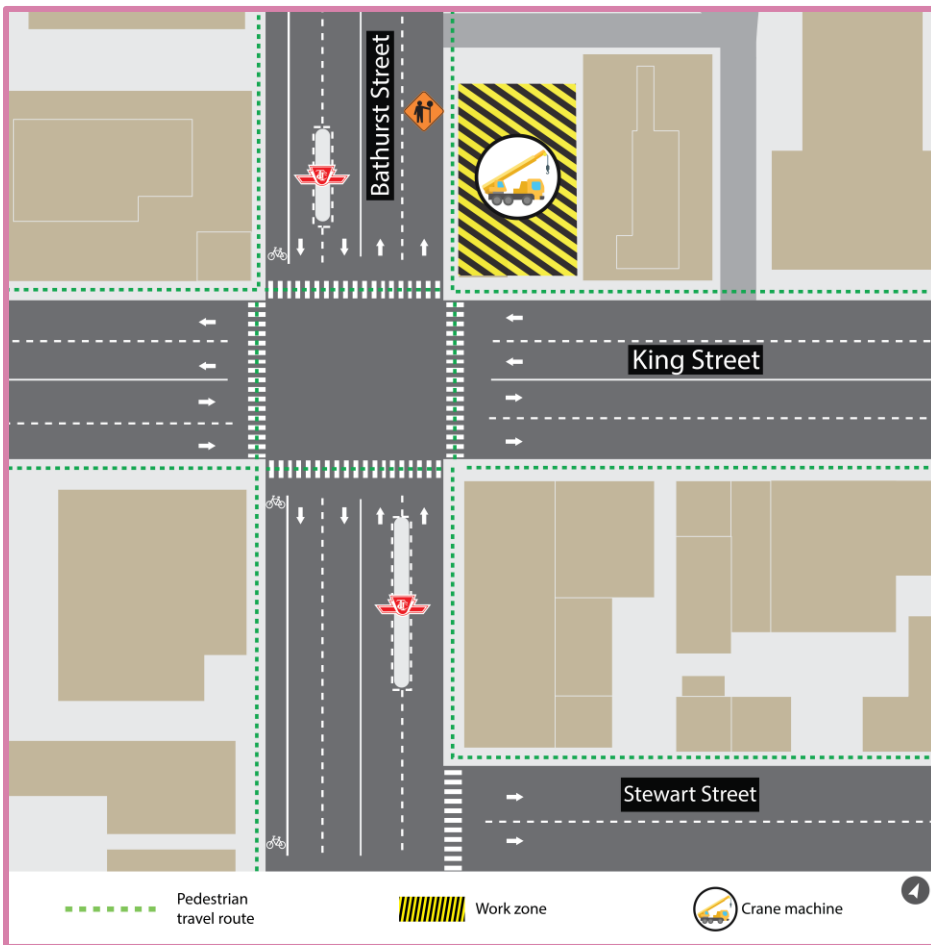 Bathurst Street
King Street
Stewart Street
Pedestrian
travel route
Work zone
Crane machine